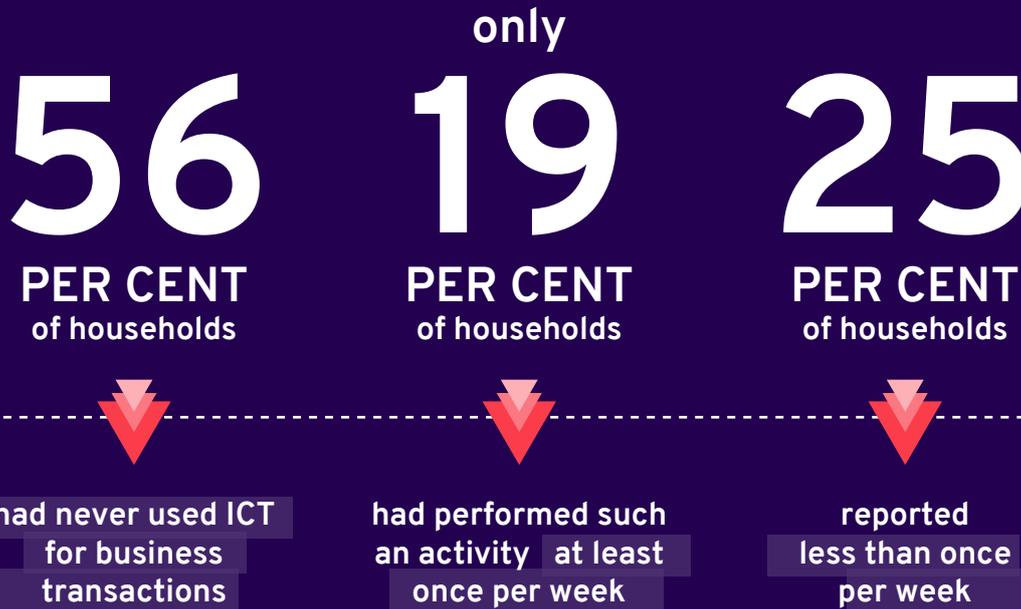 56
PER CENT
of households
had never used ICT
for business
transactions
only
19
PER CENT
of households
had performed such
an activity at least
once per week
25
PER CENT
of households
reported
less than once
per week